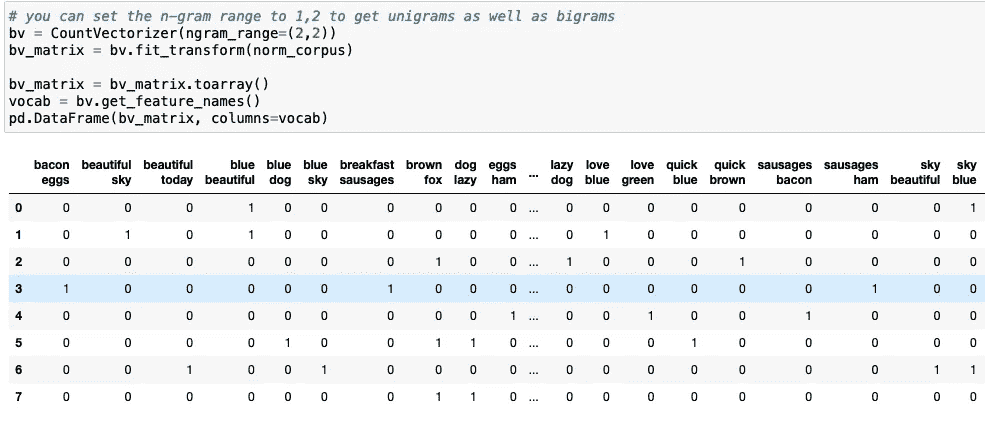 # you can set the n-gram range to 1,2 to get unigrams as well as bigrams
bv = CountVectorizer(ngram_range=(2,2))
bv_matrix = bv.fit_transform(norm_corpus)
bv_matrix = bv_matrix.toarray()
vocab = bv.get_feature_names()
pd.DataFrame(bv_matrix, columns=vocab)
bacon beautiful beautiful blue blue blue breakfast brown dog eggs lazy love love quick quick sausages sausages sky sky
eggs sky today beautiful dog sky sausages fox lazy ham ... dog blue green blue brown bacon ham beautiful blue
0 0 0 0 1 0 0 0 0 0 0 ... 0 0 0 0 0 0 0 0 1
1 0 1 0 1 0 0 0 0 0 0 ... 0 1 0 0 0 0 0 0 0
2 0 0 0 0 0 0 0 1 0 0 ... 1 0 0 0 1 0 0 0 0
3 1 0 0 0 0 0 1 0 0 0 ... 0 0 0 0 0 0 1 0 0
4 0 0 0 0 0 0 0 0 0 1 ... 0 0 1 0 0 1 0 0 0
5 0 0 0 0 1 0 0 1 1 0 ... 0 0 0 1 0 0 0 0 0
6 0 0 1 0 0 1 0 0 0 0 ... 0 0 0 0 0 0 0 1 1
7 0 0 0 0 0 0 0 1 1 0 ... 0 0 0 0 0 0 0 0 0